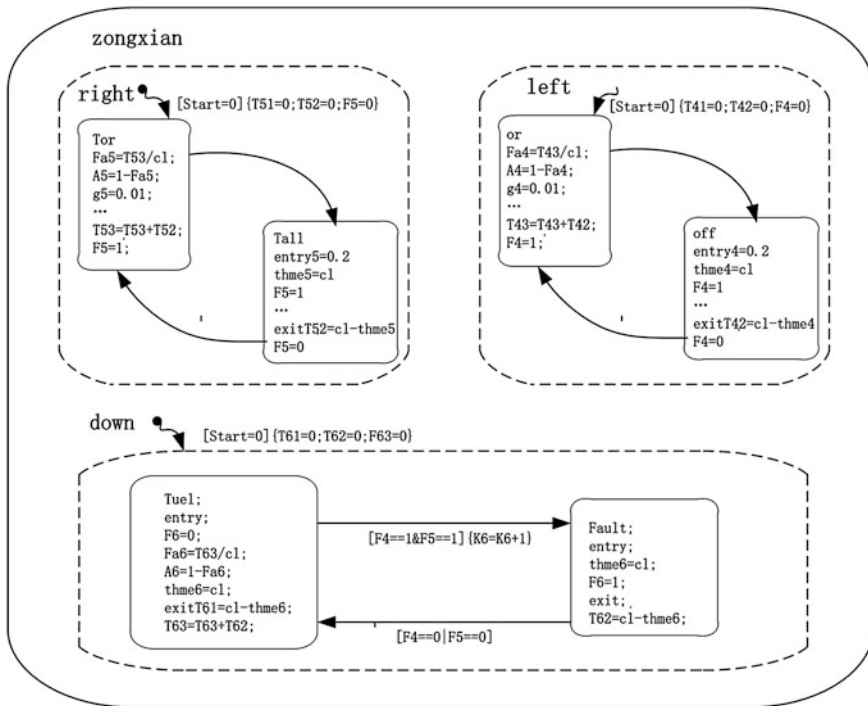 zongxian
right
[Start=0]{T51=0;T52=0;F5=0}
Tor
Fa5=T53/cl;
A5=1-Fa5;
g5=0.01;
…
T53=T53+T52;
F5=1;
Tall
entry5=0.2
thme5=cl
F5=1
…
exitT52=cl-thme5
F5=0
left
[Start=0]{T41=0;T42=0;F4=0}
or
Fa4=T43/cl;
A4=1-Fa4;
g4=0.01;
…
T43=T43+T42;
F4=1;
off
entry4=0.2
thme4=cl
F4=1
…
exitT42=cl-thme4
F4=0
down
[Start=0]{T61=0;T62=0;F63=0}
Tuel;
entry;
F6=0;
Fa6=T63/cl;
A6=1-Fa6;
thme6=cl;
exitT61=cl-thme6;
T63=T63+T62;
[F4==1&F5==1]{K6=K6+1}
[F4==0|F5==0]
Fault;
entry;
thme6=cl;
F6=1;
exit;
T62=cl-thme6;